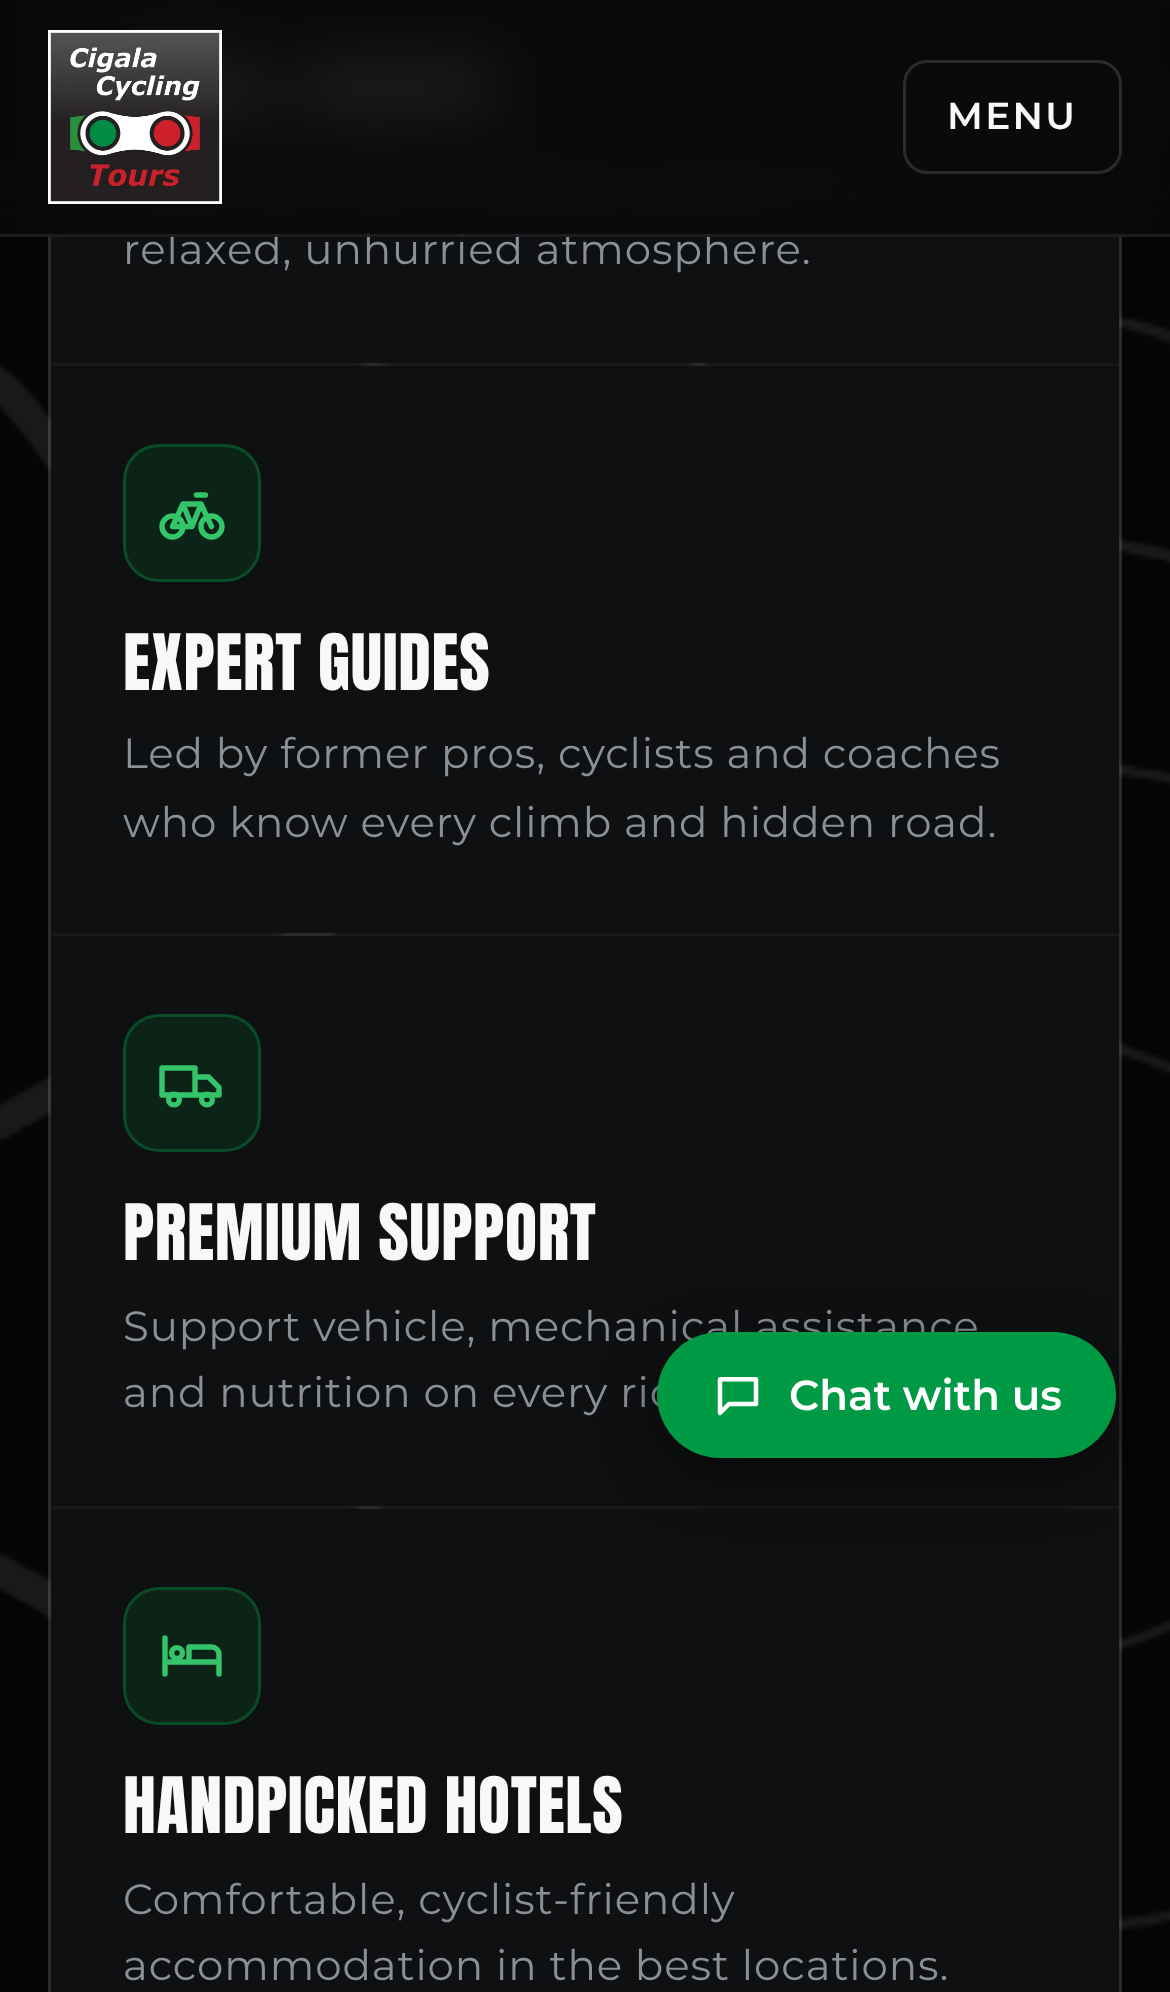 Cigala
Cycling
Tours
MENU
relaxed, unhurried atmosphere.
EXPERT GUIDES
Led by former pros, cyclists and coaches
who know every climb and hidden road.
PREMIUM SUPPORT
Support vehicle, mechanical assistance
and nutrition on every
Chat with us
HANDPICKED HOTELS
Comfortable, cyclist-friendly
accommodation in the best locations.